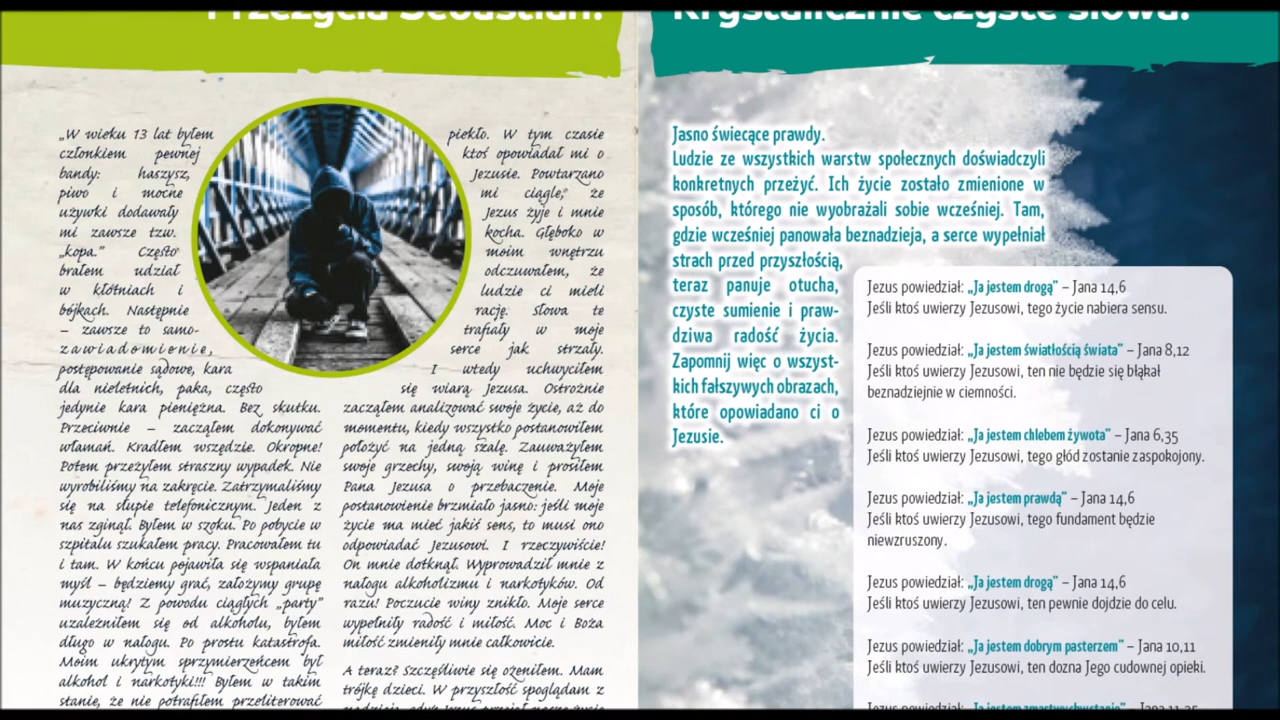 Przeżycia Sebastian:
„W wieku 13 lat byłem
członkiem pewnej
bandy: haszysz,
piwo i mocne
używki dodawały
mi zawsze tzw.
„kopa.” Często
brałem udział
w kłótniach i
bójkach. Następnie
– zawsze to samo-
zawiadomienie,
postępowanie sądowe, kara
dla nieletnich, paka, często
jedynie kara pieniężna. Bez skutku.
Przeciwnie – zacząłem dokonywać
włamań. Kradłem wszędzie. Okropne!
Potem przeżyłem straszny wypadek. Nie
wyrobiliśmy na zakręcie. Zatrzymaliśmy
się na słupie telefonicznym. Jeden z
nas zginął. Byłem w szoku. Po pobycie w
szpitalu szukałem pracy. Pracowałem tu
i tam. W końcu pojawiła się wspaniała
myśl – będziemy grać, założymy grupę
muzyczną! Z powodu ciągłych „party”
uzależniłem się od alkoholu, byłem
długo w nałogu. Po prostu katastrofa.
Moim ukrytym sprzymierzeńcem był
alkohol i narkotyki!!! Byłem w takim
stanie, że nie potrafiłem przeliterować
piekło. W tym czasie
ktoś opowiadał mi o
Jezusie. Powtarzano
mi ciągle, że
Jezus żyje i mnie
kocha. Głęboko w
moim wnętrzu
odczuwałem, że
ludzie ci mieli
rację. Słowa te
trafiały w moje
serce jak strzały.
I wtedy uchwyciłem
się wiarą Jezusa. Ostrożnie
zacząłem analizować swoje życie, aż do
momentu, kiedy wszystko postanowiłem
położyć na jedną szalę. Zauważyłem
swoje grzechy, swoją winę i prosiłem
Pana Jezusa o przebaczenie. Moje
postanowienie brzmiało jasno: jeśli moje
życie ma mieć jakiś sens, to musi ono
odpowiadać Jezusowi. I rzeczywiście!
On mnie dotknął. Wyprowadził mnie z
nałogu alkoholizmu i narkotyków. Od
razu! Poczucie winy znikło. Moje serce
wypełniły radość i miłość. Moc i Boża
miłość zmieniły mnie całkowicie.
A teraz? Szczęśliwie się ożeniłem. Mam
trójkę dzieci. W przyszłość spoglądam z
nadzieją, gdyż Jezus przejął nasze życie
Krystalicznie czyste słowa:
Jasno świecące prawdy.
Ludzie ze wszystkich warstw społecznych doświadczyli
konkretnych przeżyć. Ich życie zostało zmienione w
sposób, którego nie wyobrażali sobie wcześniej. Tam,
gdzie wcześniej panowała beznadzieja, a serce wypełniał
strach przed przyszłością,
teraz panuje otucha,
czyste sumienie i praw-
dziwa radość życia.
Zapomnij więc o wszyst-
kich fałszywych obrazach,
które opowiadano ci o
Jezusie.
Jezus powiedział: „Ja jestem drogą” – Jana 14,6
Jeśli ktoś uwierzy Jezusowi, tego życie nabiera sensu.
Jezus powiedział: „Ja jestem światłością świata” – Jana 8,12
Jeśli ktoś uwierzy Jezusowi, ten nie będzie się błąkał
beznadziejnie w ciemności.
Jezus powiedział: „Ja jestem chlebem żywota” – Jana 6,35
Jeśli ktoś uwierzy Jezusowi, tego głód zostanie zaspokojony.
Jezus powiedział: „Ja jestem prawdą” – Jana 14,6
Jeśli ktoś uwierzy Jezusowi, tego fundament będzie
niewzruszony.
Jezus powiedział: „Ja jestem drogą” – Jana 14,6
Jeśli ktoś uwierzy Jezusowi, ten pewnie dojdzie do celu.
Jezus powiedział: „Ja jestem dobrym pasterzem” – Jana 10,11
Jeśli ktoś uwierzy Jezusowi, ten dozna Jego cudownej opieki.
Jezus powiedział: „Ja jestem zmartwychwstanie” – Jana 11,25